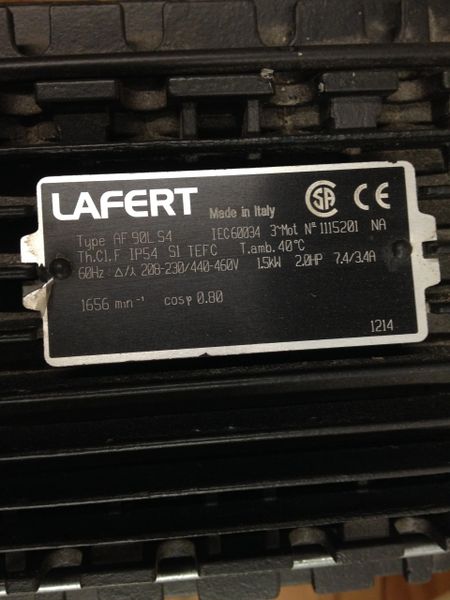 LAFERT Made in Italy CSA CE
Type AF 90L S4 IEC60034 3~Mot Nº 1115201 NA
Th.Cl.F IP54 S1 TEFC T.amb. 40°C
60Hz Δ/⅄ 208-230/440-460V 1.5kW 2.0HP 7.4/3.4A
1656 min⁻¹ cosφ 0.80
1214